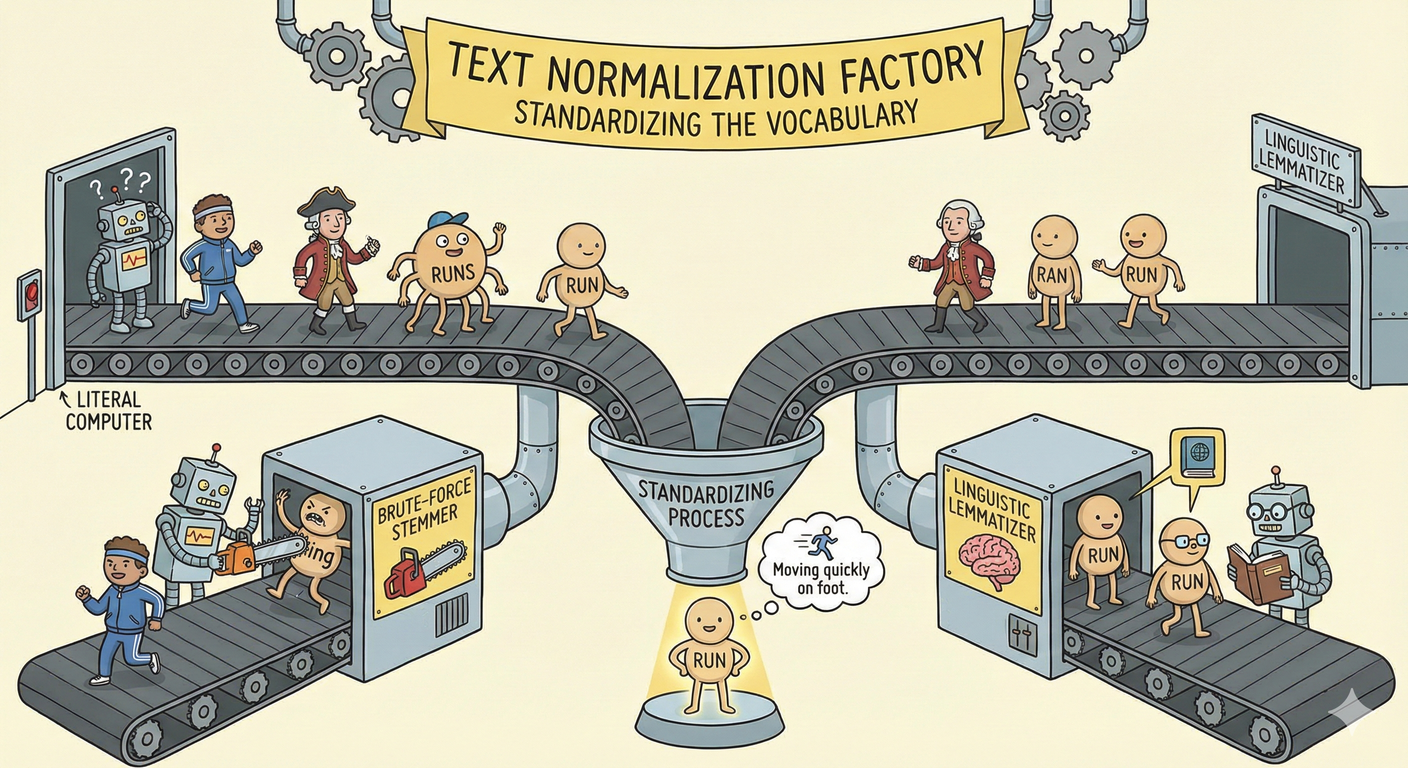 TEXT NORMALIZATION FACTORY
STANDARDIZING THE VOCABULARY
LINGUISTIC
LEMMATIZER
? ? ?
RUNS
RUN
RAN
RUN
LITERAL
COMPUTER
BRUTE-FORCE
STEMMER
ing
STANDARDIZING
PROCESS
Moving quickly
on foot.
RUN
LINGUISTIC
LEMMATIZER
RUN
RUN